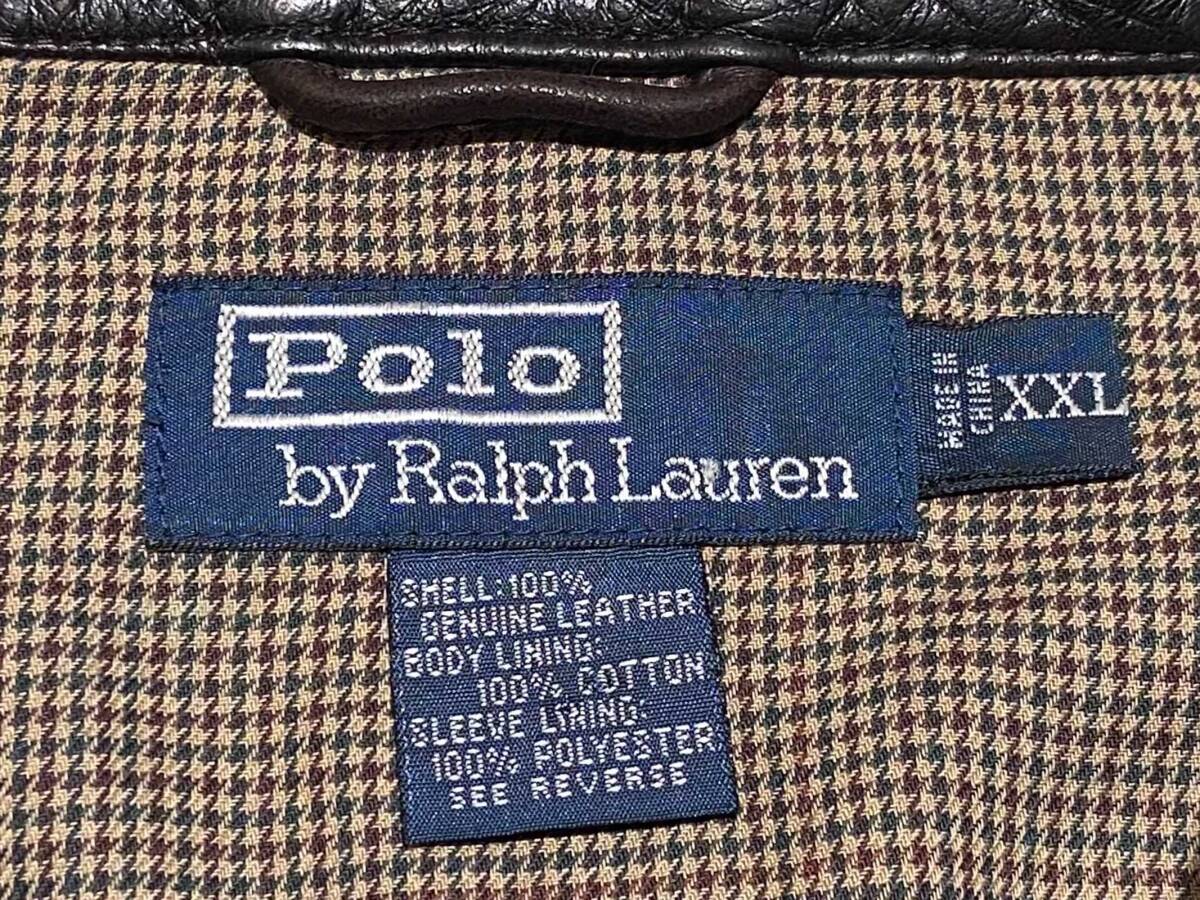 Polo
by Ralph Lauren
MADE IN
CHINA
XXL
SHELL:100%
GENUINE LEATHER
BODY LINING:
100% COTTON
SLEEVE LINING:
100% POLYESTER
SEE REVERSE